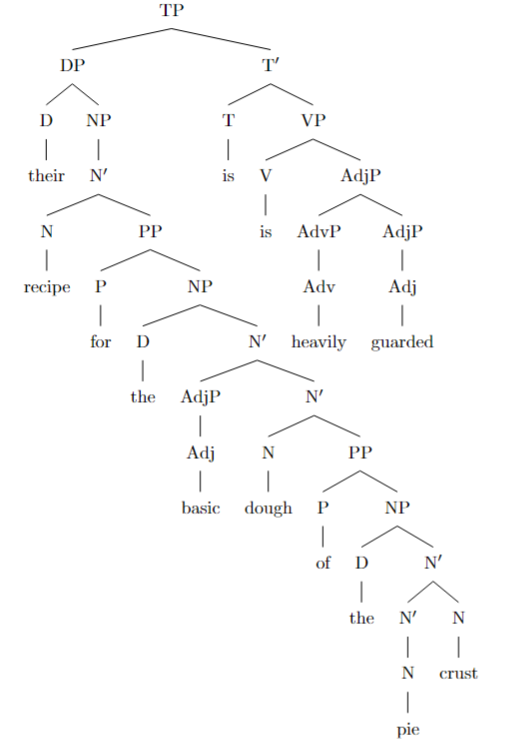 TP
DP T′
D NP T VP
their N′ is V AdjP
N PP is AdvP AdjP
recipe P NP Adv Adj
for D N′ heavily guarded
the AdjP N′
Adj N PP
basic dough P NP
of D N′
the N′ N
N crust
pie